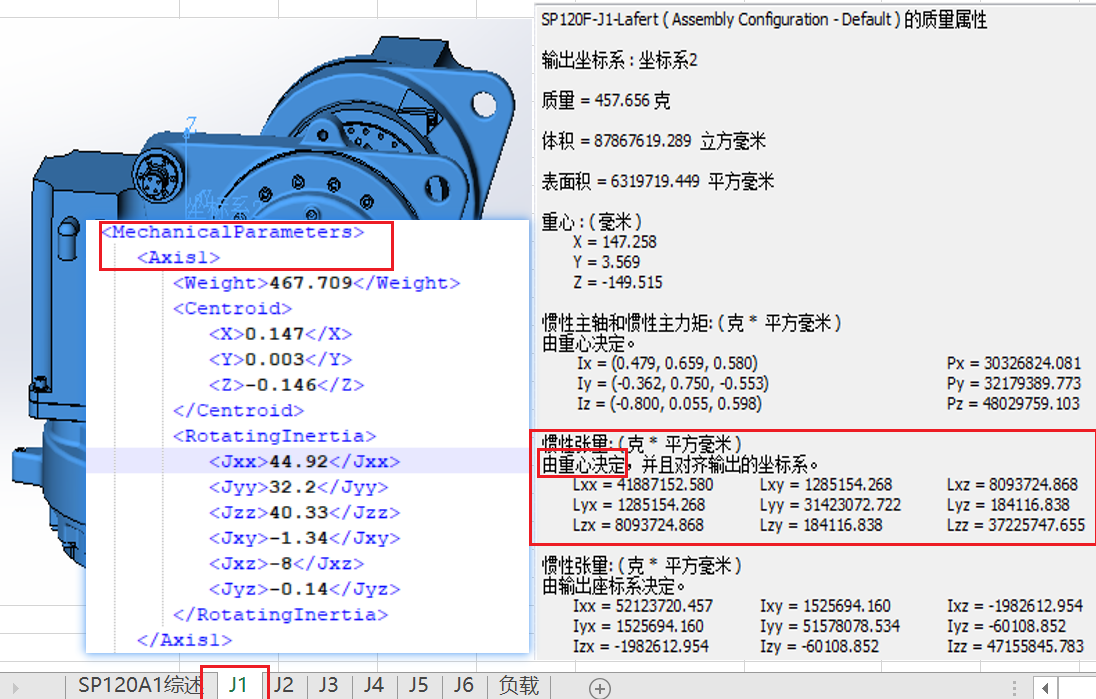 Z
坐标系2
<MechanicalParameters>
<Axis1>
<Weight>467.709</Weight>
<Centroid>
<X>0.147</X>
<Y>0.003</Y>
<Z>-0.146</Z>
</Centroid>
<RotatingInertia>
<Jxx>44.92</Jxx>
<Jyy>32.2</Jyy>
<Jzz>40.33</Jzz>
<Jxy>-1.34</Jxy>
<Jxz>-8</Jxz>
<Jyz>-0.14</Jyz>
</RotatingInertia>
</Axis1>
SP120F-J1-Lafert ( Assembly Configuration - Default ) 的质量属性
输出坐标系 : 坐标系2
质量 = 457.656 克
体积 = 87867619.289 立方毫米
表面积 = 6319719.449 平方毫米
重心 : ( 毫米 )
X = 147.258
Y = 3.569
Z = -149.515
惯性主轴和惯性主力矩: ( 克 * 平方毫米 )
由重心决定。
Ix = (0.479, 0.659, 0.580) Px = 30326824.081
Iy = (-0.362, 0.750, -0.553) Py = 32179389.773
Iz = (-0.800, 0.055, 0.598) Pz = 48029759.103
惯性张量: ( 克 * 平方毫米 )
由重心决定，并且对齐输出的坐标系。
Lxx = 41887152.580 Lxy = 1285154.268 Lxz = 8093724.868
Lyx = 1285154.268 Lyy = 31423072.722 Lyz = 184116.838
Lzx = 8093724.868 Lzy = 184116.838 Lzz = 37225747.655
惯性张量: ( 克 * 平方毫米 )
由输出座标系决定。
Ixx = 52123720.457 Ixy = 1525694.160 Ixz = -1982612.954
Iyx = 1525694.160 Iyy = 51578078.534 Iyz = -60108.852
Izx = -1982612.954 Izy = -60108.852 Izz = 47155845.783
SP120A1综述 J1 J2 J3 J4 J5 J6 负载